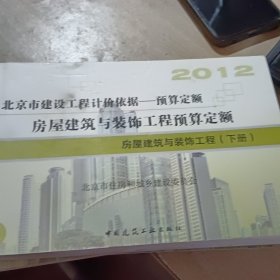 2012
北京市建设工程计价依据——预算定额
房屋建筑与装饰工程预算定额
房屋建筑与装饰工程(下册)
北京市住房和城乡建设委员会
中国建筑工业出版社